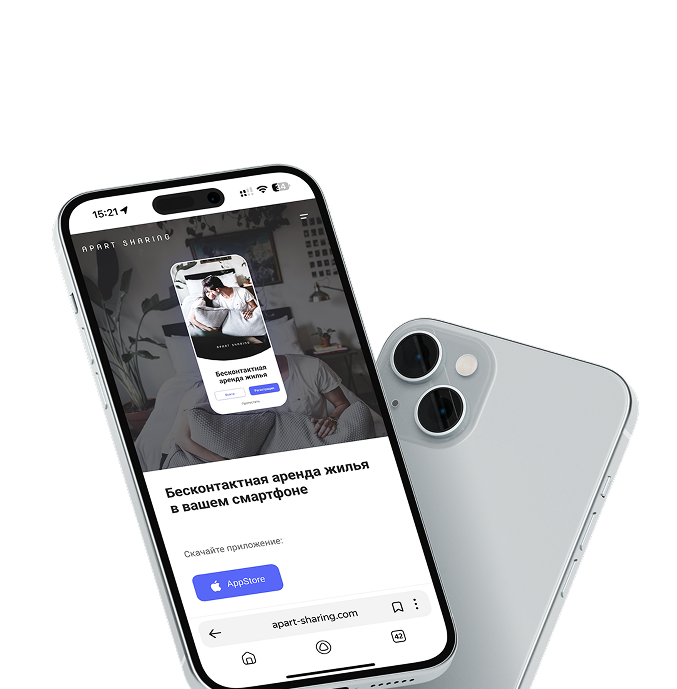 15:21
34
APART SHARING
APART SHARING
Бесконтактная
аренда жилья
Войти
Регистрация
Пропустить
Бесконтактная аренда жилья
в вашем смартфоне
Скачайте приложение:
AppStore
apart-sharing.com
42